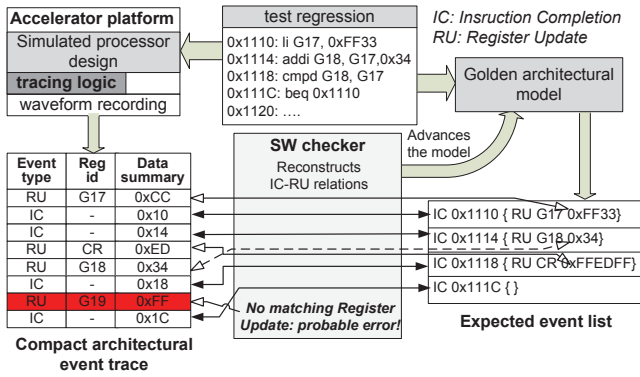 Accelerator platform
Simulated processor
design
tracing logic
waveform recording
test regression
0x1110: li G17, 0xFF33
0x1114: addi G18, G17,0x34
0x1118: cmpd G18, G17
0x111C: beq 0x1110
0x1120: ....
IC: Insruction Completion
RU: Register Update
Golden architectural
model
SW checker
Reconstructs
IC-RU relations
Advances
the model
Event type Reg id Data summary
RU G17 0xCC
IC - 0x10
IC - 0x14
RU CR 0xED
RU G18 0x34
IC - 0x18
RU G19 0xFF
IC - 0x1C
No matching Register
Update: probable error!
IC 0x1110 { RU G17 0xFF33}
IC 0x1114 { RU G18 0x34}
IC 0x1118 { RU CR 0xFFEDFF}
IC 0x111C { }
Expected event list
Compact architectural
event trace